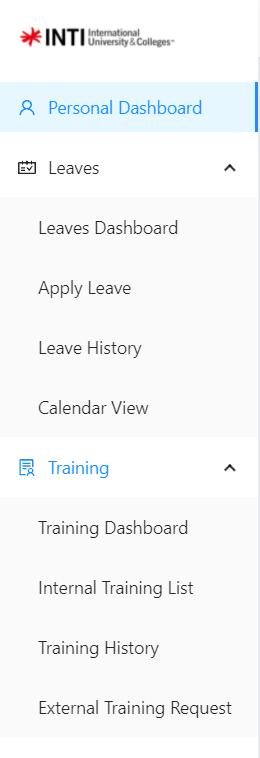 INTI International
University & Colleges™
Personal Dashboard
Leaves
Leaves Dashboard
Apply Leave
Leave History
Calendar View
Training
Training Dashboard
Internal Training List
Training History
External Training Request